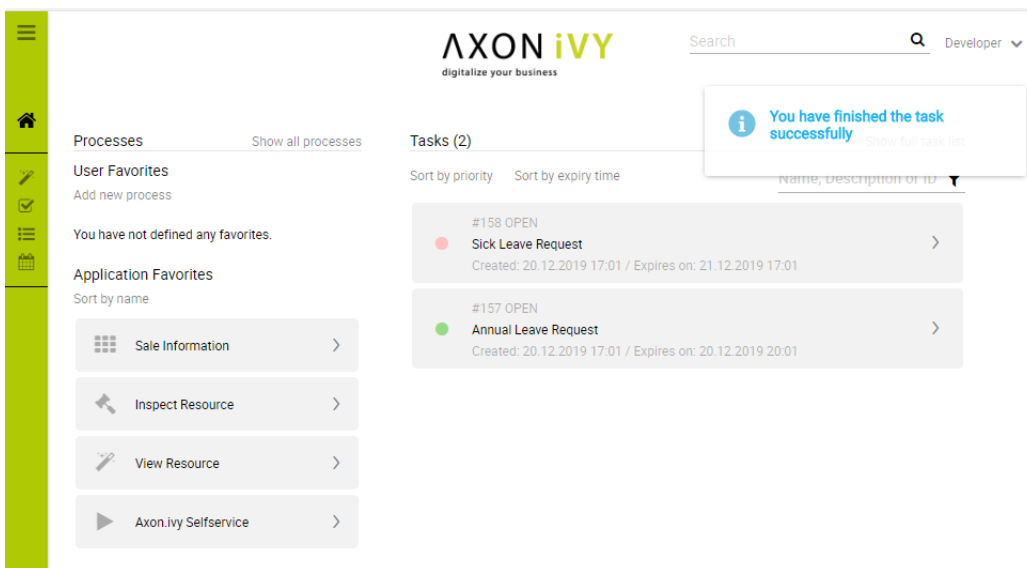 AXON iVY
digitalize your business
Search
Developer
You have finished the task
successfully
Show full task list
Processes
Show all processes
User Favorites
Add new process
You have not defined any favorites.
Application Favorites
Sort by name
Sale Information
Inspect Resource
View Resource
Axon.ivy Selfservice
Tasks (2)
Sort by priority Sort by expiry time
Name, Description or ID
#158 OPEN
Sick Leave Request
Created: 20.12.2019 17:01 / Expires on: 21.12.2019 17:01
#157 OPEN
Annual Leave Request
Created: 20.12.2019 17:01 / Expires on: 20.12.2019 20:01